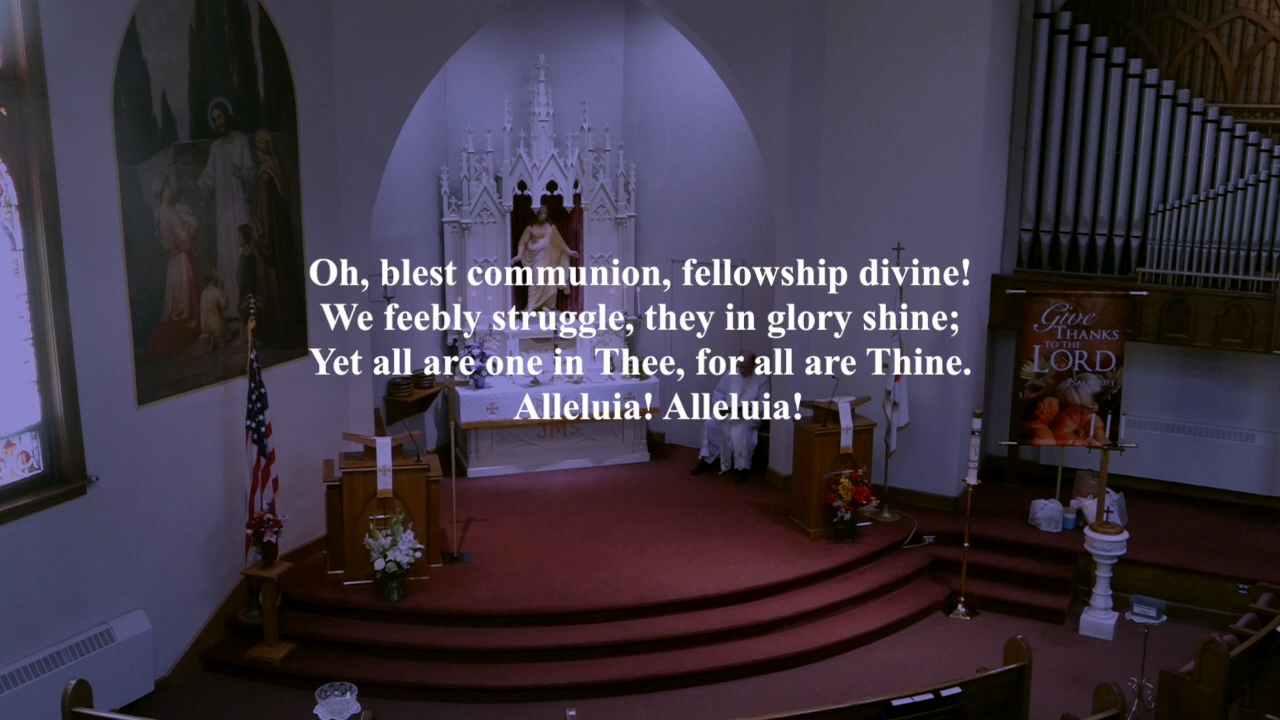 Oh, blest communion, fellowship divine!
We feebly struggle, they in glory shine;
Yet all are one in Thee, for all are Thine.
Alleluia! Alleluia!
Give
THANKS
TO THE
LORD